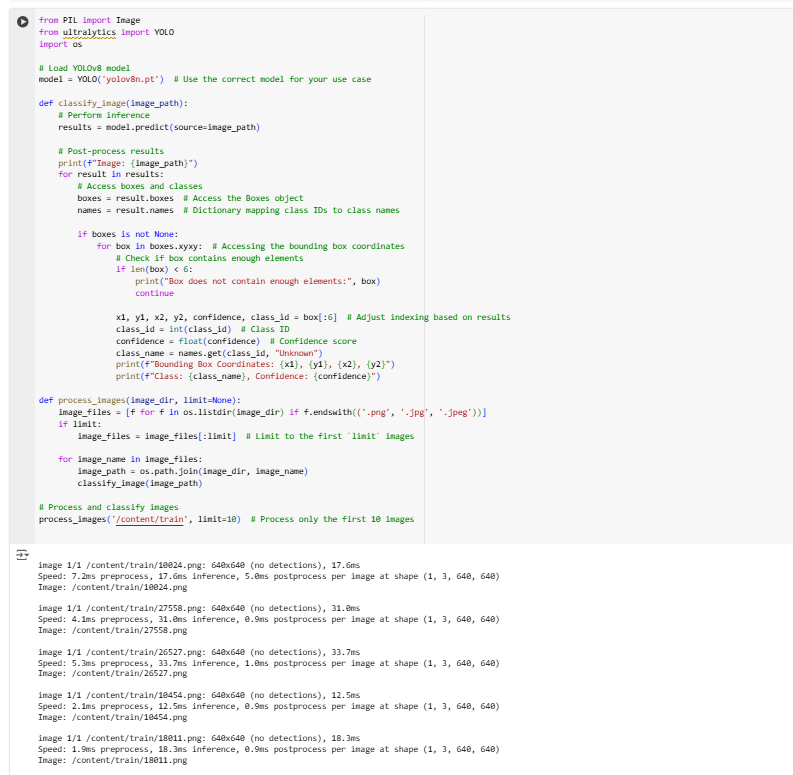 from PIL import Image
from ultralytics import YOLO
import os

# Load YOLOv8 model
model = YOLO('yolov8n.pt')  # Use the correct model for your use case

def classify_image(image_path):
    # Perform inference
    results = model.predict(source=image_path)

    # Post-process results
    print(f"Image: {image_path}")
    for result in results:
        # Access boxes and classes
        boxes = result.boxes  # Access the Boxes object
        names = result.names  # Dictionary mapping class IDs to class names

        if boxes is not None:
            for box in boxes.xyxy:  # Accessing the bounding box coordinates
                # Check if box contains enough elements
                if len(box) < 6:
                    print("Box does not contain enough elements:", box)
                    continue

                x1, y1, x2, y2, confidence, class_id = box[:6]  # Adjust indexing based on results
                class_id = int(class_id)  # Class ID
                confidence = float(confidence)  # Confidence score
                class_name = names.get(class_id, "Unknown")
                print(f"Bounding Box Coordinates: {x1}, {y1}, {x2}, {y2}")
                print(f"Class: {class_name}, Confidence: {confidence}")

def process_images(image_dir, limit=None):
    image_files = [f for f in os.listdir(image_dir) if f.endswith(('.png', '.jpg', '.jpeg'))]
    if limit:
        image_files = image_files[:limit]  # Limit to the first `limit` images

    for image_name in image_files:
        image_path = os.path.join(image_dir, image_name)
        classify_image(image_path)

# Process and classify images
process_images('/content/train', limit=10)  # Process only the first 10 images

image 1/1 /content/train/10024.png: 640x640 (no detections), 17.6ms
Speed: 7.2ms preprocess, 17.6ms inference, 5.0ms postprocess per image at shape (1, 3, 640, 640)
Image: /content/train/10024.png

image 1/1 /content/train/27558.png: 640x640 (no detections), 31.0ms
Speed: 4.1ms preprocess, 31.0ms inference, 0.9ms postprocess per image at shape (1, 3, 640, 640)
Image: /content/train/27558.png

image 1/1 /content/train/26527.png: 640x640 (no detections), 33.7ms
Speed: 5.3ms preprocess, 33.7ms inference, 1.0ms postprocess per image at shape (1, 3, 640, 640)
Image: /content/train/26527.png

image 1/1 /content/train/10454.png: 640x640 (no detections), 12.5ms
Speed: 2.1ms preprocess, 12.5ms inference, 0.9ms postprocess per image at shape (1, 3, 640, 640)
Image: /content/train/10454.png

image 1/1 /content/train/18011.png: 640x640 (no detections), 18.3ms
Speed: 1.9ms preprocess, 18.3ms inference, 0.9ms postprocess per image at shape (1, 3, 640, 640)
Image: /content/train/18011.png